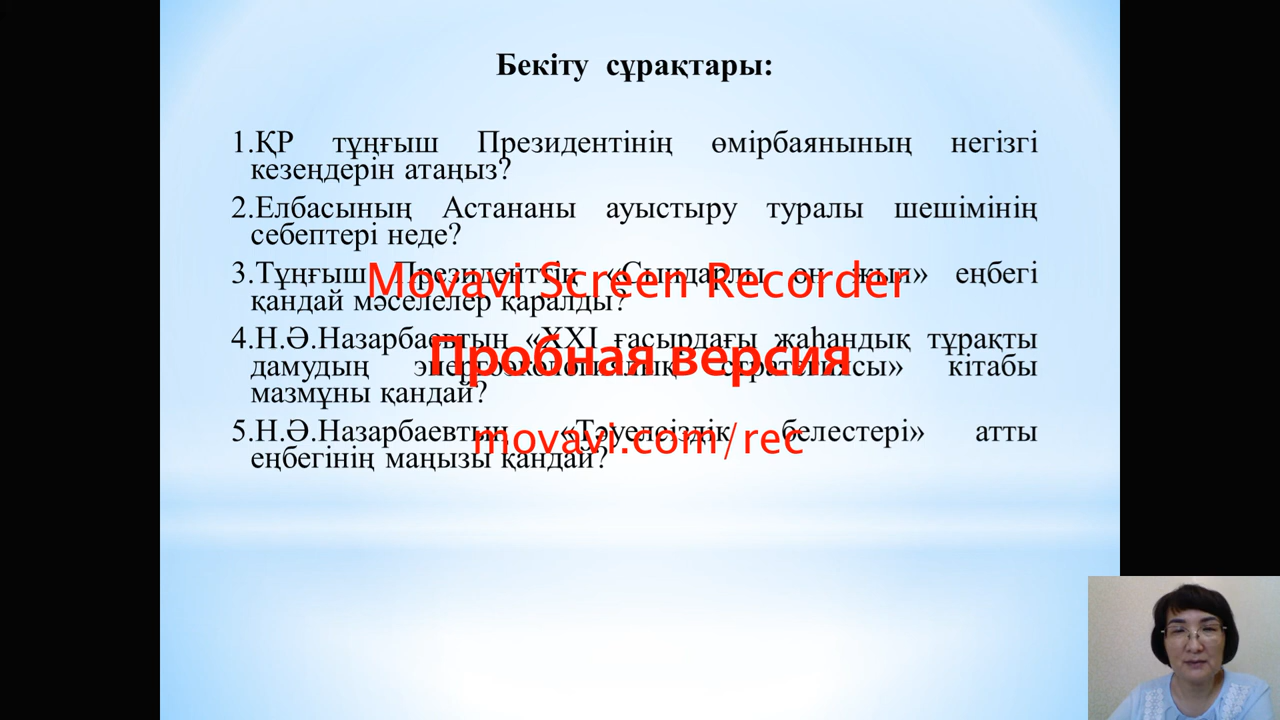 Бекіту сұрақтары:
1.ҚР тұңғыш Президентінің өмірбаянының негізгі
кезеңдерін атаңыз?
2.Елбасының Астананы ауыстыру туралы шешімінің
себептері неде?
3.Тұңғыш Президенттің «Сындарлы он жыл» еңбегі
Movavi Screen Recorder
қандай мәселелер қаралды?
4.Н.Ә.Назарбаевтың «ХХІ ғасырдағы жаһандық тұрақты
Пробная версия
дамудың энергоэкологиялық стратегиясы» кітабы
мазмұны қандай?
5.Н.Ә.Назарбаевтың «Тәуелсіздік белестері» атты
movavi.com/rec
еңбегінің маңызы қандай?